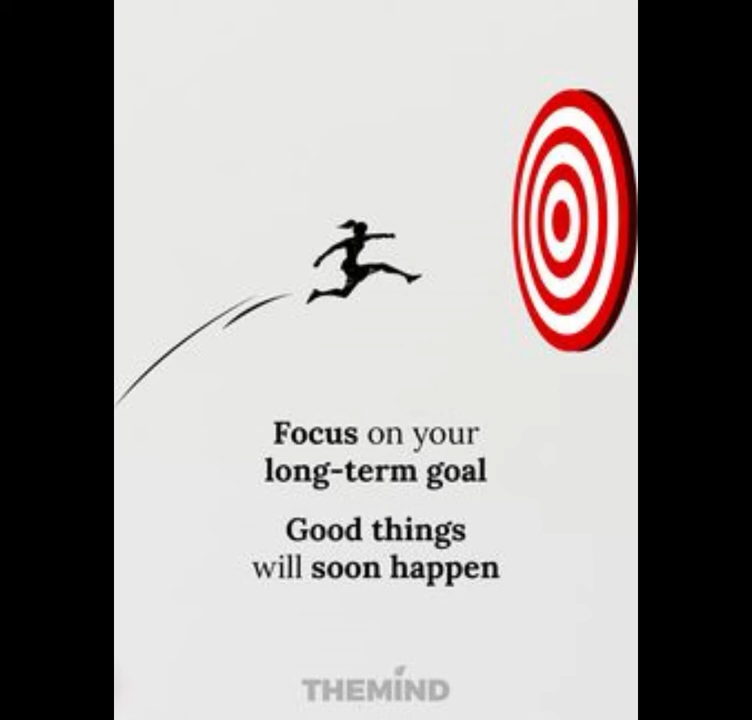 Focus on your
long-term goal
Good things
will soon happen
THEMIND